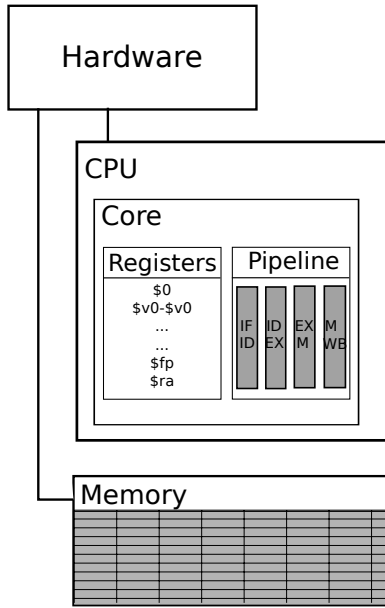 Hardware
CPU
Core
Registers
$0
$v0-$v0
...
...
$fp
$ra
Pipeline
IF ID EX M
ID EX M WB
Memory